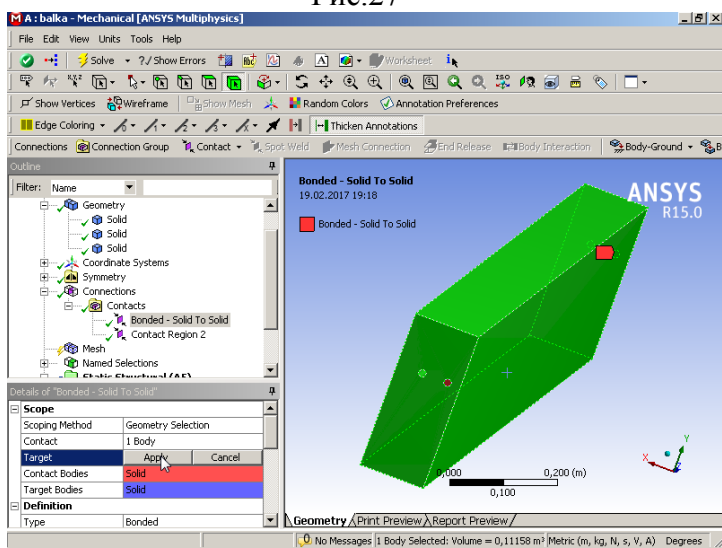 Рис.27
A : balka - Mechanical [ANSYS Multiphysics]
File Edit View Units Tools Help
Solve ?/ Show Errors Worksheet
Show Vertices Wireframe Show Mesh Random Colors Annotation Preferences
Edge Coloring Thicken Annotations
Connections Connection Group Contact Spot Weld Mesh Connection End Release Body Interaction Body-Ground B
Outline
Filter: Name
Geometry
Solid
Solid
Solid
Coordinate Systems
Symmetry
Connections
Contacts
Bonded - Solid To Solid
Contact Region 2
Mesh
Named Selections
Static Structural (A5)
Details of "Bonded - Solid To Solid"
Scope
Scoping Method Geometry Selection
Contact 1 Body
Target Apply Cancel
Contact Bodies Solid
Target Bodies Solid
Definition
Type Bonded
Bonded - Solid To Solid
19.02.2017 19:18
Bonded - Solid To Solid
ANSYS
R15.0
0,000 0,200 (m)
0,100
Y
X
Z
Geometry Print Preview Report Preview
No Messages 1 Body Selected: Volume = 0,11158 m³ Metric (m, kg, N, s, V, A) Degrees